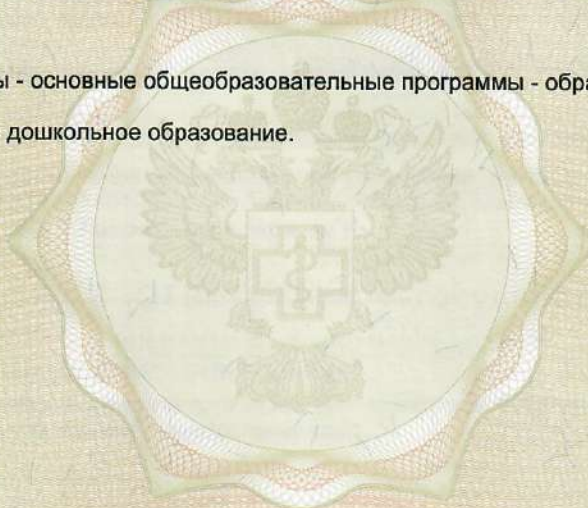 - основные общеобразовательные программы -
дошкольное образование.